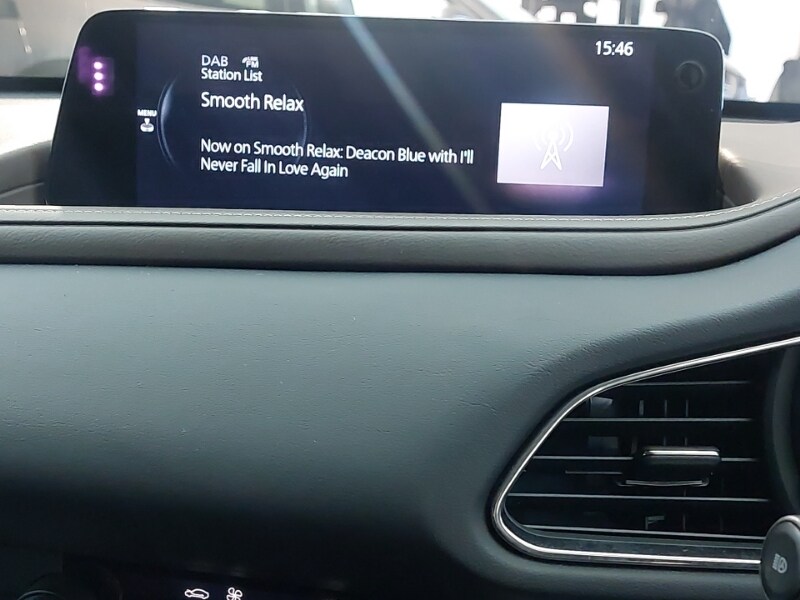 DAB FM
15:46
Station List
Smooth Relax
MENU
Now on Smooth Relax: Deacon Blue with I'll
Never Fall In Love Again